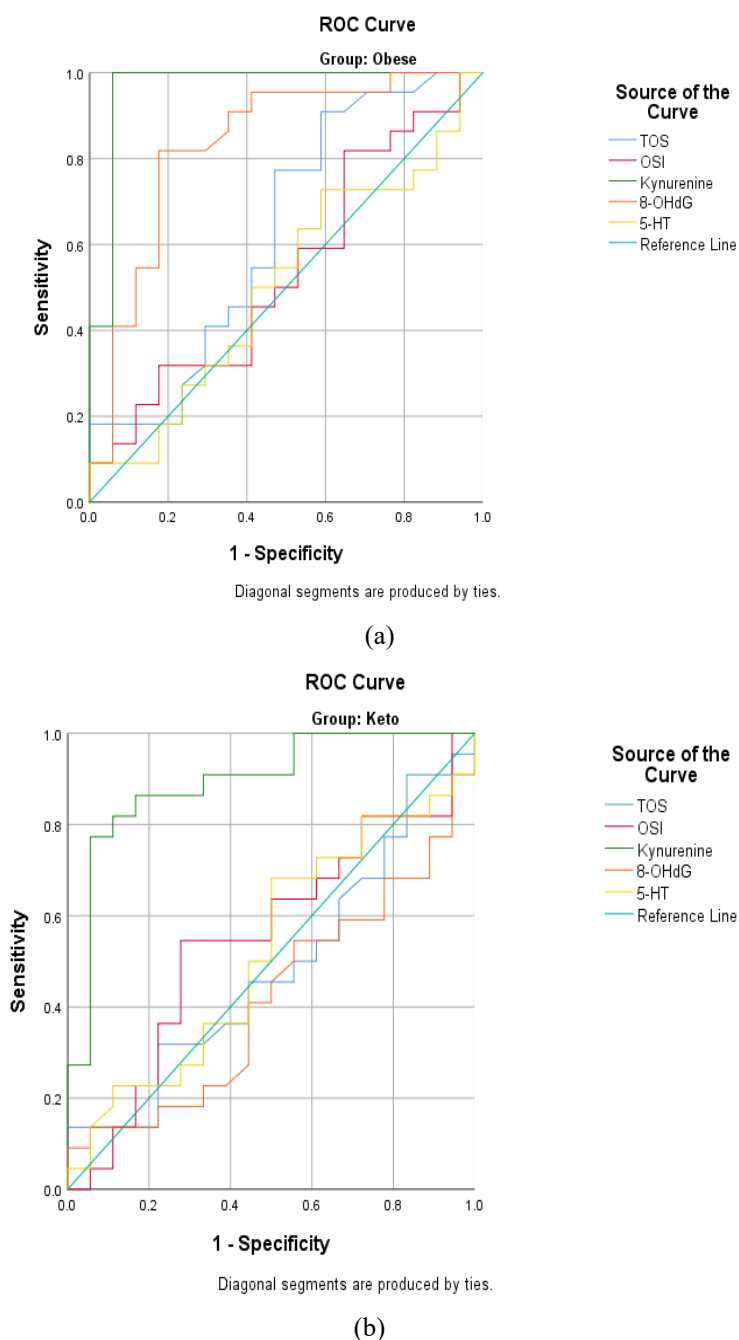 ROC Curve
Group: Obese
Source of the
Curve
TOS
OSI
Kynurenine
8-OHdG
5-HT
Reference Line
1.0
0.8
0.6
0.4
0.2
0.0
Sensitivity
0.0 0.2 0.4 0.6 0.8 1.0
1 - Specificity
Diagonal segments are produced by ties.
(a)
ROC Curve
Group: Keto
Source of the
Curve
TOS
OSI
Kynurenine
8-OHdG
5-HT
Reference Line
1.0
0.8
0.6
0.4
0.2
0.0
Sensitivity
0.0 0.2 0.4 0.6 0.8 1.0
1 - Specificity
Diagonal segments are produced by ties.
(b)